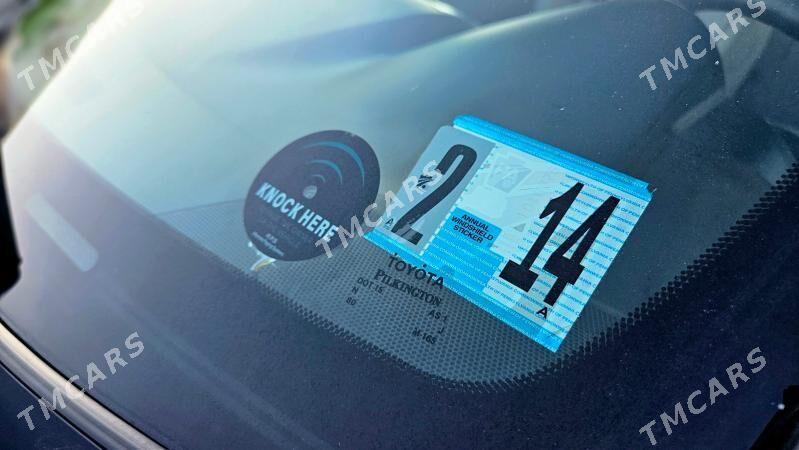 KNOCK HERE
2
A
ANNUAL
WINDSHIELD
STICKER
14
A
TOYOTA
PILKINGTON
DOT 15 AS 1
M J
80 M-165
TMCARS
TMCARS
TMCARS
TMCARS
TMCARS